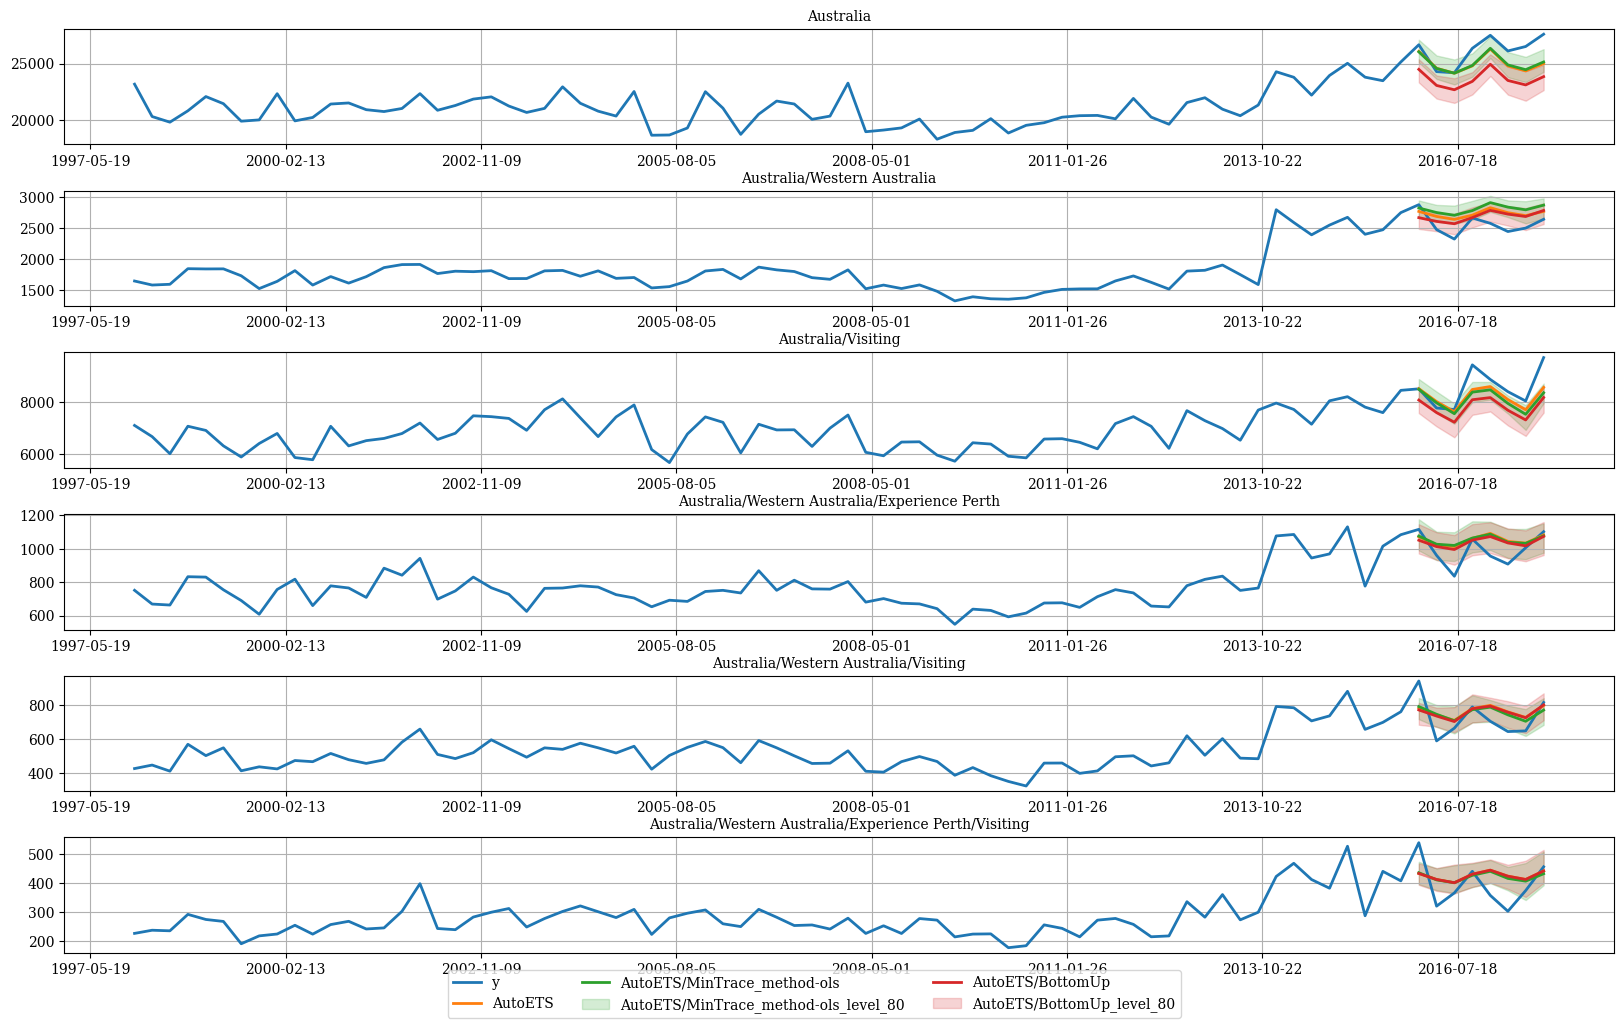 Australia
25000
20000
1997-05-19 2000-02-13 2002-11-09 2005-08-05 2008-05-01 2011-01-26 2013-10-22 2016-07-18
Australia/Western Australia
3000
2500
2000
1500
1997-05-19 2000-02-13 2002-11-09 2005-08-05 2008-05-01 2011-01-26 2013-10-22 2016-07-18
Australia/Visiting
8000
6000
1997-05-19 2000-02-13 2002-11-09 2005-08-05 2008-05-01 2011-01-26 2013-10-22 2016-07-18
Australia/Western Australia/Experience Perth
1200
1000
800
600
1997-05-19 2000-02-13 2002-11-09 2005-08-05 2008-05-01 2011-01-26 2013-10-22 2016-07-18
Australia/Western Australia/Visiting
800
600
400
1997-05-19 2000-02-13 2002-11-09 2005-08-05 2008-05-01 2011-01-26 2013-10-22 2016-07-18
Australia/Western Australia/Experience Perth/Visiting
500
400
300
200
1997-05-19 2000-02-13 2002-11-09 2005-08-05 2008-05-01 2011-01-26 2013-10-22 2016-07-18
y AutoETS/MinTrace_method-ols AutoETS/BottomUp
AutoETS AutoETS/MinTrace_method-ols_level_80 AutoETS/BottomUp_level_80